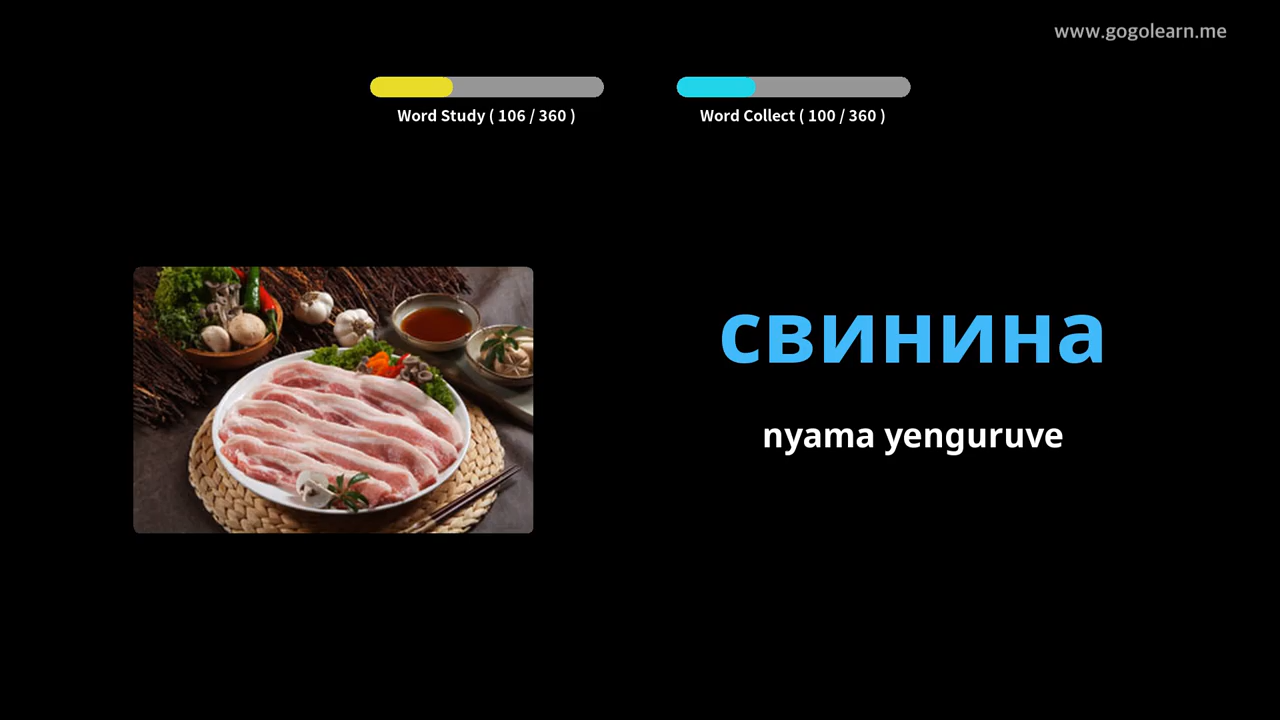 www.gogolearn.me
Word Study ( 106 / 360 )
Word Collect ( 100 / 360 )
свинина
nyama yenguruve